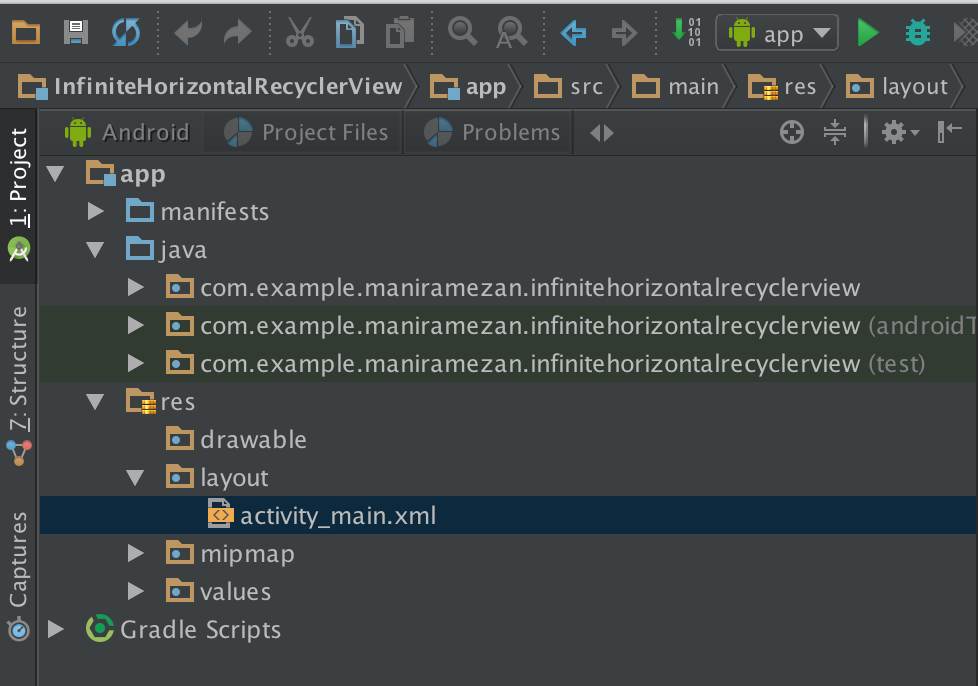 app
InfiniteHorizontalRecyclerView app src main res layout
Android Project Files Problems
1: Project
7: Structure
Captures
app
manifests
java
com.example.maniramezan.infinitehorizontalrecyclerview
com.example.maniramezan.infinitehorizontalrecyclerview (androidT
com.example.maniramezan.infinitehorizontalrecyclerview (test)
res
drawable
layout
activity_main.xml
mipmap
values
Gradle Scripts